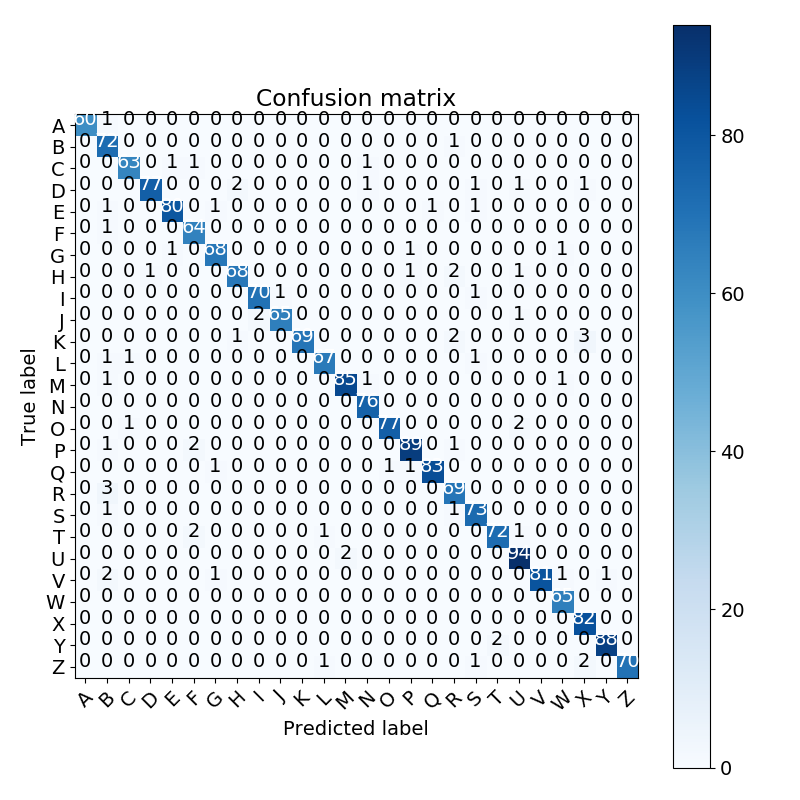 Confusion matrix
A 60 1 0 0 0 0 0 0 0 0 0 0 0 0 0 0 0 0 0 0 0 0 0 0 0 0
B 0 72 0 0 0 0 0 0 0 0 0 0 0 0 0 0 0 1 0 0 0 0 0 0 0 0
C 0 0 63 0 1 1 0 0 0 0 0 0 0 1 0 0 0 0 0 0 0 0 0 0 0 0
D 0 0 0 77 0 0 0 2 0 0 0 0 0 1 0 0 0 0 1 0 1 0 0 1 0 0
E 0 1 0 0 80 0 1 0 0 0 0 0 0 0 0 0 1 0 1 0 0 0 0 0 0 0
F 0 1 0 0 0 64 0 0 0 0 0 0 0 0 0 0 0 0 0 0 0 0 0 0 0 0
G 0 0 0 0 1 0 68 0 0 0 0 0 0 0 0 1 0 0 0 0 0 0 1 0 0 0
H 0 0 0 1 0 0 0 68 0 0 0 0 0 0 0 1 0 2 0 0 1 0 0 0 0 0
I 0 0 0 0 0 0 0 0 70 1 0 0 0 0 0 0 0 0 1 0 0 0 0 0 0 0
J 0 0 0 0 0 0 0 0 2 65 0 0 0 0 0 0 0 0 0 0 1 0 0 0 0 0
K 0 0 0 0 0 0 0 1 0 0 69 0 0 0 0 0 0 2 0 0 0 0 0 3 0 0
L 0 1 1 0 0 0 0 0 0 0 0 67 0 0 0 0 0 0 1 0 0 0 0 0 0 0
M 0 1 0 0 0 0 0 0 0 0 0 0 85 1 0 0 0 0 0 0 0 0 1 0 0 0
N 0 0 0 0 0 0 0 0 0 0 0 0 0 76 0 0 0 0 0 0 0 0 0 0 0 0
O 0 0 1 0 0 0 0 0 0 0 0 0 0 0 77 0 0 0 0 0 2 0 0 0 0 0
P 0 1 0 0 0 2 0 0 0 0 0 0 0 0 0 89 0 1 0 0 0 0 0 0 0 0
Q 0 0 0 0 0 0 1 0 0 0 0 0 0 0 1 1 83 0 0 0 0 0 0 0 0 0
R 0 3 0 0 0 0 0 0 0 0 0 0 0 0 0 0 0 69 0 0 0 0 0 0 0 0
S 0 1 0 0 0 0 0 0 0 0 0 0 0 0 0 0 0 1 73 0 0 0 0 0 0 0
T 0 0 0 0 0 2 0 0 0 0 0 1 0 0 0 0 0 0 0 72 1 0 0 0 0 0
U 0 0 0 0 0 0 0 0 0 0 0 0 2 0 0 0 0 0 0 0 94 0 0 0 0 0
V 0 2 0 0 0 0 1 0 0 0 0 0 0 0 0 0 0 0 0 0 0 81 1 0 1 0
W 0 0 0 0 0 0 0 0 0 0 0 0 0 0 0 0 0 0 0 0 0 0 65 0 0 0
X 0 0 0 0 0 0 0 0 0 0 0 0 0 0 0 0 0 0 0 0 0 0 0 82 0 0
Y 0 0 0 0 0 0 0 0 0 0 0 0 0 0 0 0 0 0 0 2 0 0 0 0 88 0
Z 0 0 0 0 0 0 0 0 0 0 0 1 0 0 0 0 0 0 1 0 0 0 0 2 0 70
A B C D E F G H I J K L M N O P Q R S T U V W X Y Z
Predicted label
True label
80
60
40
20
0